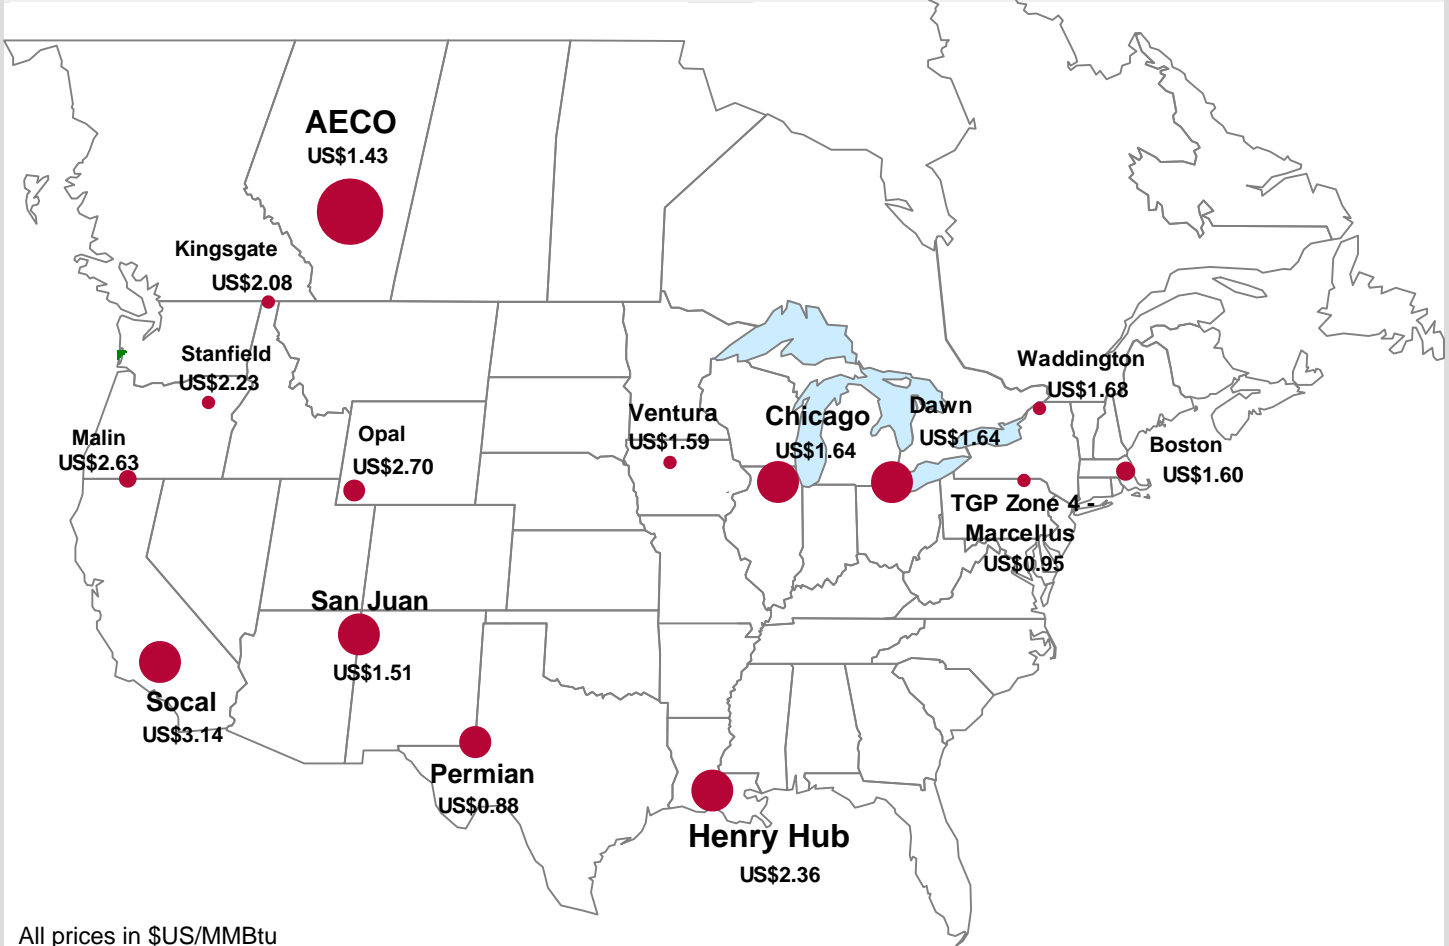 AECO
US$1.43
Kingsgate
US$2.08
Stanfield
US$2.23
Malin
US$2.63
Opal
US$2.70
Ventura
US$1.59
Chicago
US$1.64
Dawn
US$1.64
Waddington
US$1.68
Boston
US$1.60
TGP Zone 4 -
Marcellus
US$0.95
San Juan
US$1.51
Socal
US$3.14
Permian
US$0.88
Henry Hub
US$2.36
All prices in $US/MMBtu